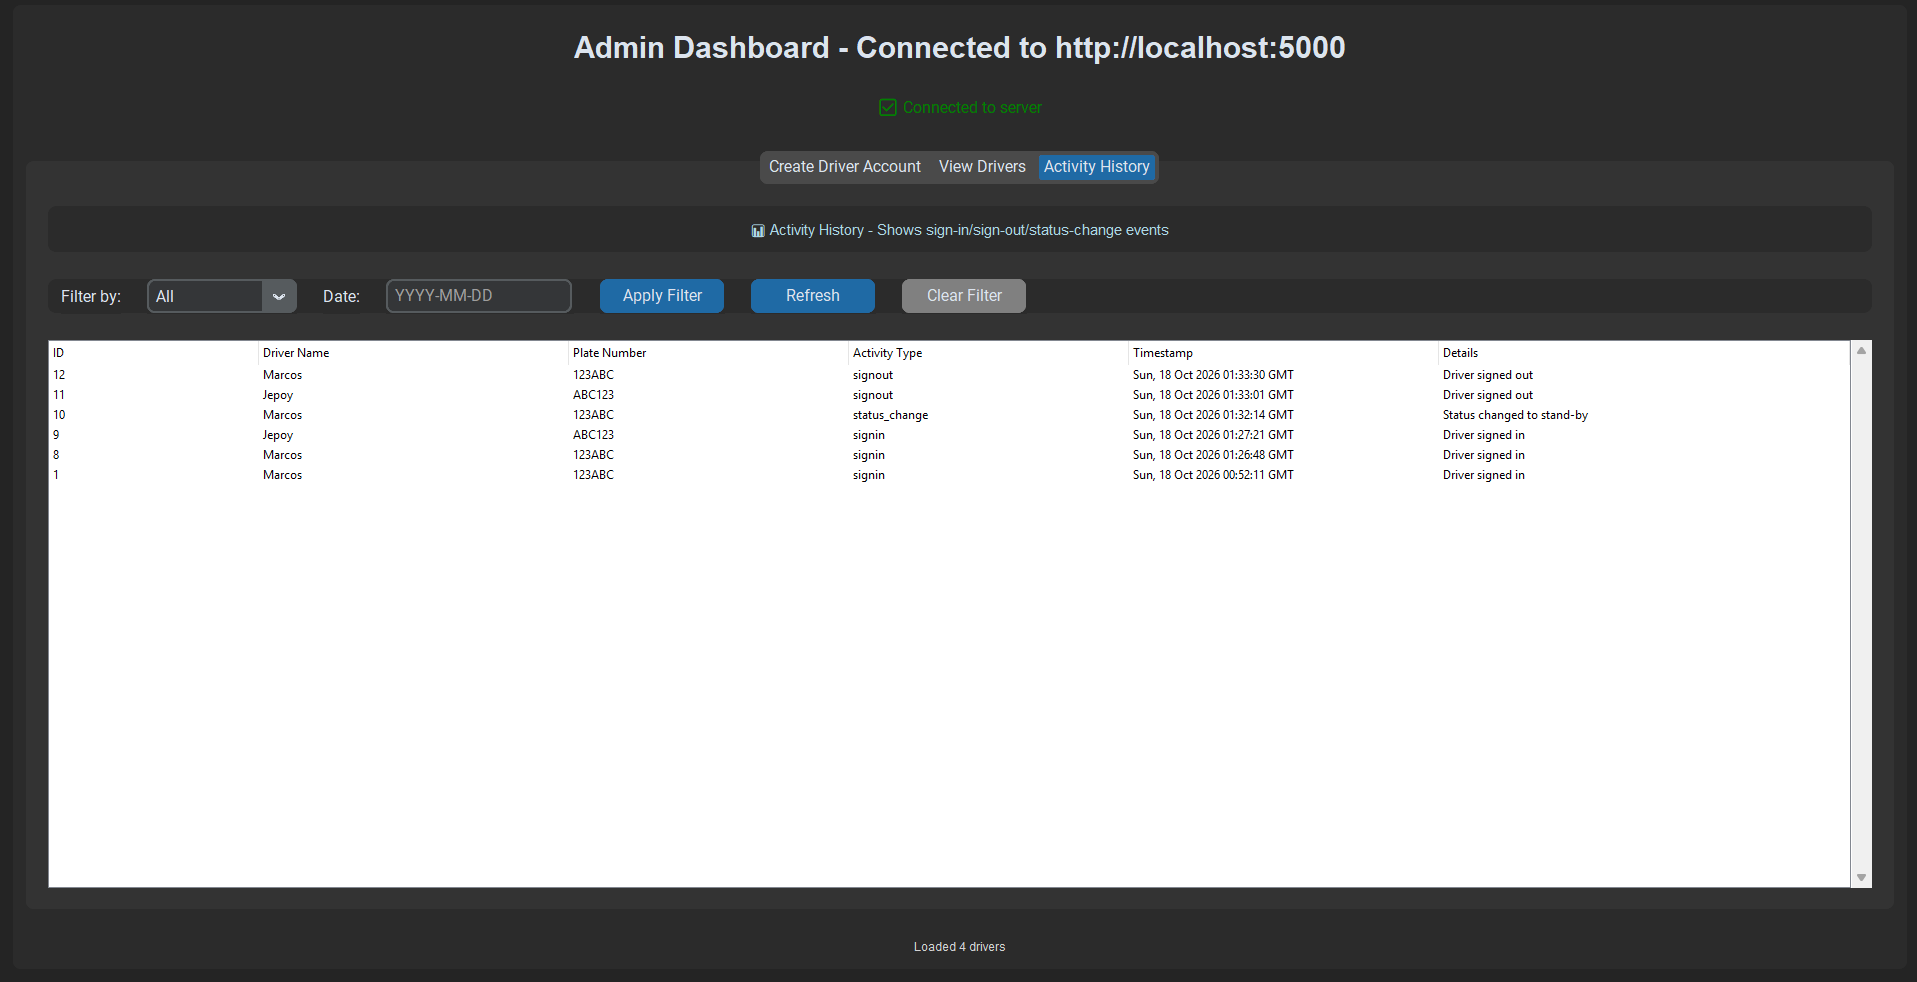 Admin Dashboard - Connected to http://localhost:5000
Connected to server
Create Driver Account View Drivers Activity History
Activity History - Shows sign-in/sign-out/status-change events
Filter by: All Date: YYYY-MM-DD Apply Filter Refresh Clear Filter
ID Driver Name Plate Number Activity Type Timestamp Details
12 Marcos 123ABC signout Sun, 18 Oct 2026 01:33:30 GMT Driver signed out
11 Jepoy ABC123 signout Sun, 18 Oct 2026 01:33:01 GMT Driver signed out
10 Marcos 123ABC status_change Sun, 18 Oct 2026 01:32:14 GMT Status changed to stand-by
9 Jepoy ABC123 signin Sun, 18 Oct 2026 01:27:21 GMT Driver signed in
8 Marcos 123ABC signin Sun, 18 Oct 2026 01:26:48 GMT Driver signed in
1 Marcos 123ABC signin Sun, 18 Oct 2026 00:52:11 GMT Driver signed in
Loaded 4 drivers